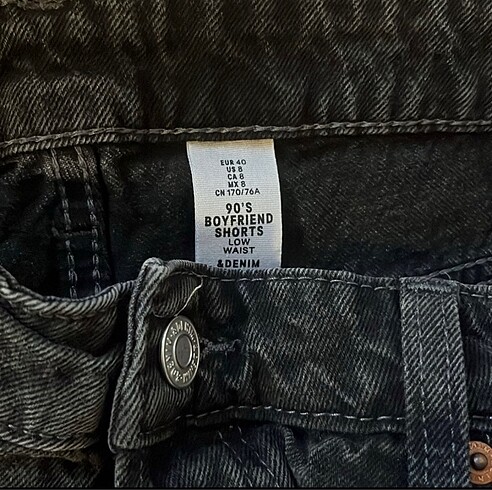 EUR 40
US 8
CA 8
MX 8
CN 170/76A
90'S
BOYFRIEND
SHORTS
LOW
WAIST
&DENIM